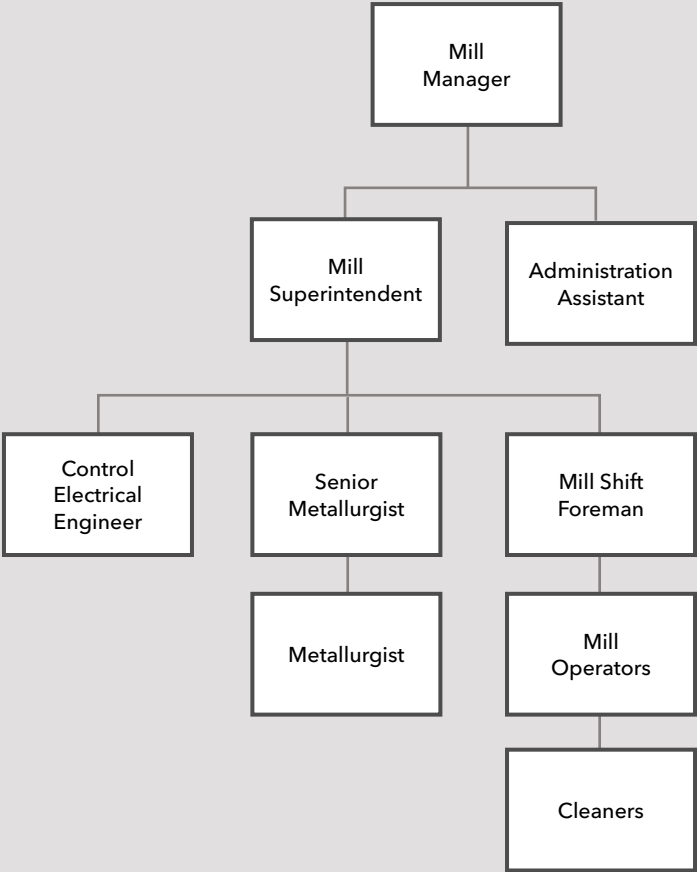 Mill
Manager
Mill
Superintendent
Administration
Assistant
Control
Electrical
Engineer
Senior
Metallurgist
Mill Shift
Foreman
Metallurgist
Mill
Operators
Cleaners